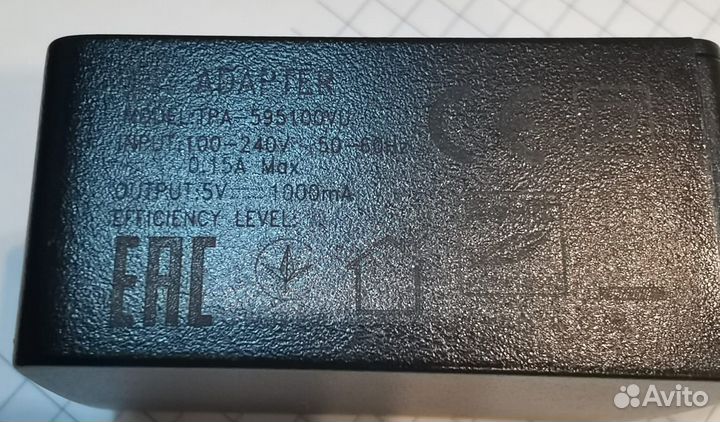 ADAPTER
MODEL:TPA-595100VU
INPUT:100-240V~ 50-60Hz
0.15A Max
OUTPUT:5V⎓1000mA
EFFICIENCY LEVEL:
EAC
CE
Avito